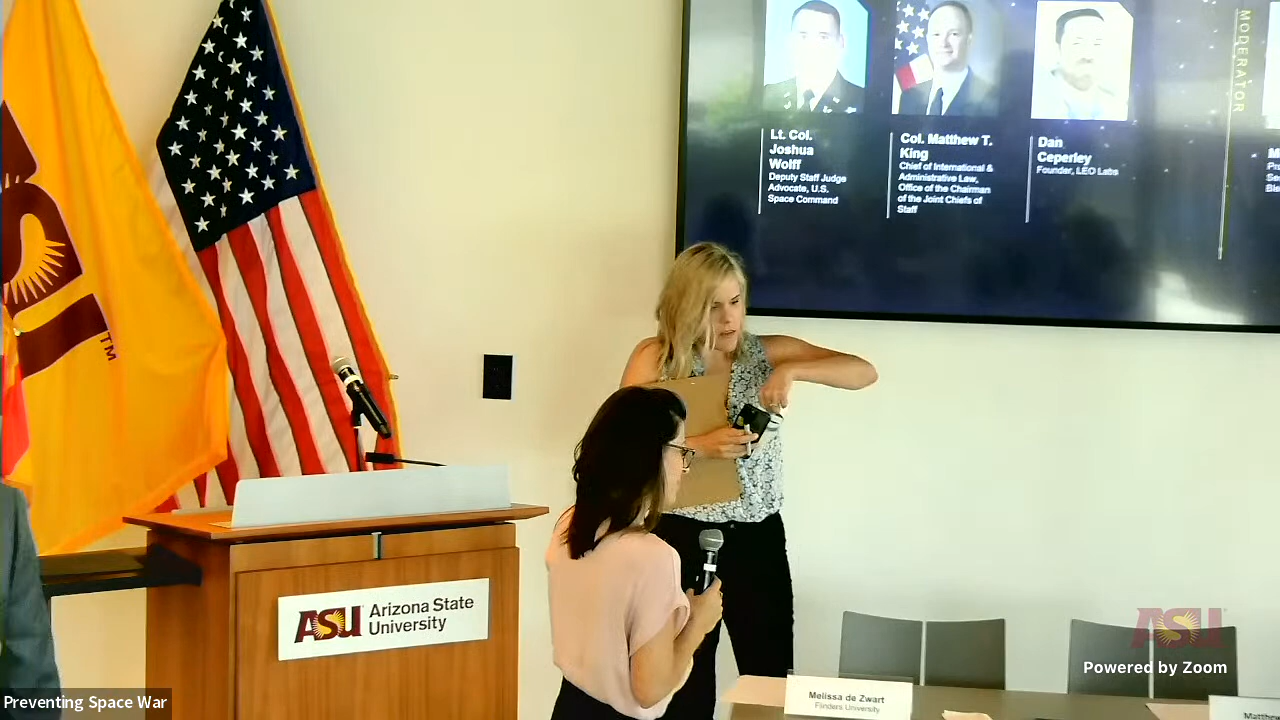 MODERATOR
Lt. Col.
Joshua
Wolff
Deputy Staff Judge
Advocate, U.S.
Space Command
Col. Matthew T.
King
Chief of International &
Administrative Law,
Office of the Chairman
of the Joint Chiefs of
Staff
Dan
Ceperley
Founder, LEO Labs
TM
ASU Arizona State
University
ASU
Powered by Zoom
Melissa de Zwart
Flinders University
Preventing Space War